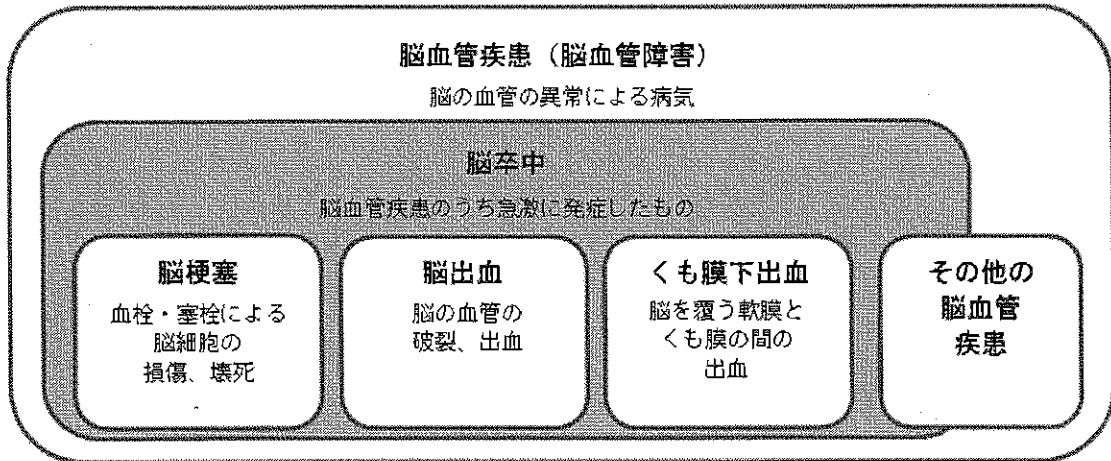 脳血管疾患（脳血管障害）
脳の血管の異常による病気
脳卒中
脳血管疾患のうち急激に発症したもの
脳梗塞
血栓・塞栓による
脳細胞の
損傷、壊死
脳出血
脳の血管の
破裂、出血
くも膜下出血
脳を覆う軟膜と
くも膜の間の
出血
その他の
脳血管
疾患